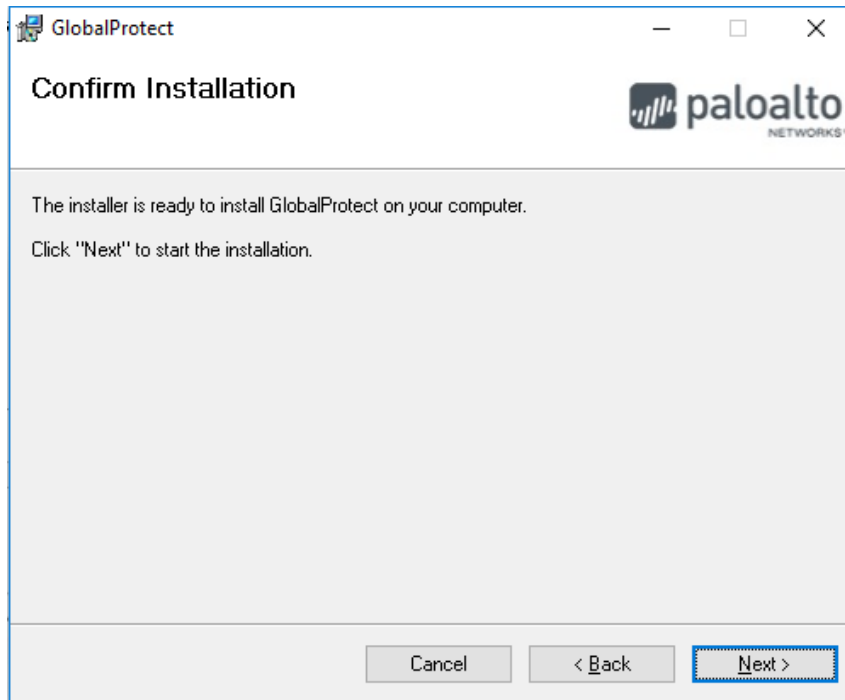 GlobalProtect
Confirm Installation
paloalto
NETWORKS
The installer is ready to install GlobalProtect on your computer.
Click "Next" to start the installation.
Cancel
< Back
Next >